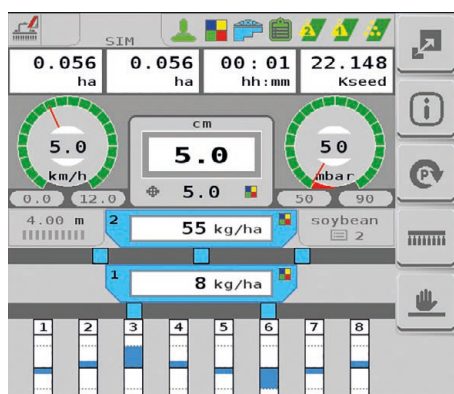 SIM
2 1
0.056 0.056 00:01 22.148
ha ha hh:mm Kseed
cm
5.0 5.0 50
km/h mbar
5.0
0.0 12.0 50 90
4.00 m 2 55 kg/ha soybean
2
1 8 kg/ha
1 2 3 4 5 6 7 8
i
P